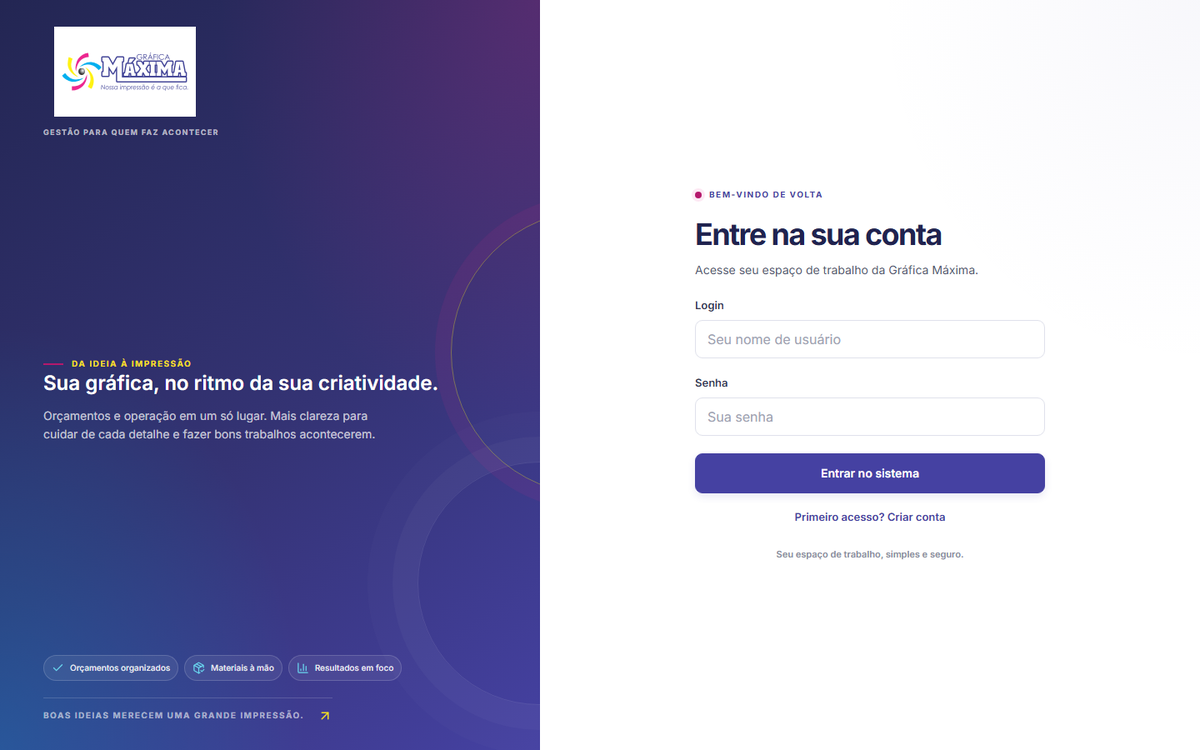 GRÁFICA
MÁXIMA
Nossa impressão é a que fica.
GESTÃO PARA QUEM FAZ ACONTECER
DA IDEIA À IMPRESSÃO
Sua gráfica, no ritmo da sua criatividade.
Orçamentos e operação em um só lugar. Mais clareza para
cuidar de cada detalhe e fazer bons trabalhos acontecerem.
Orçamentos organizados
Materiais à mão
Resultados em foco
BOAS IDEIAS MERECEM UMA GRANDE IMPRESSÃO.
BEM-VINDO DE VOLTA
Entre na sua conta
Acesse seu espaço de trabalho da Gráfica Máxima.
Login
Seu nome de usuário
Senha
Sua senha
Entrar no sistema
Primeiro acesso? Criar conta
Seu espaço de trabalho, simples e seguro.